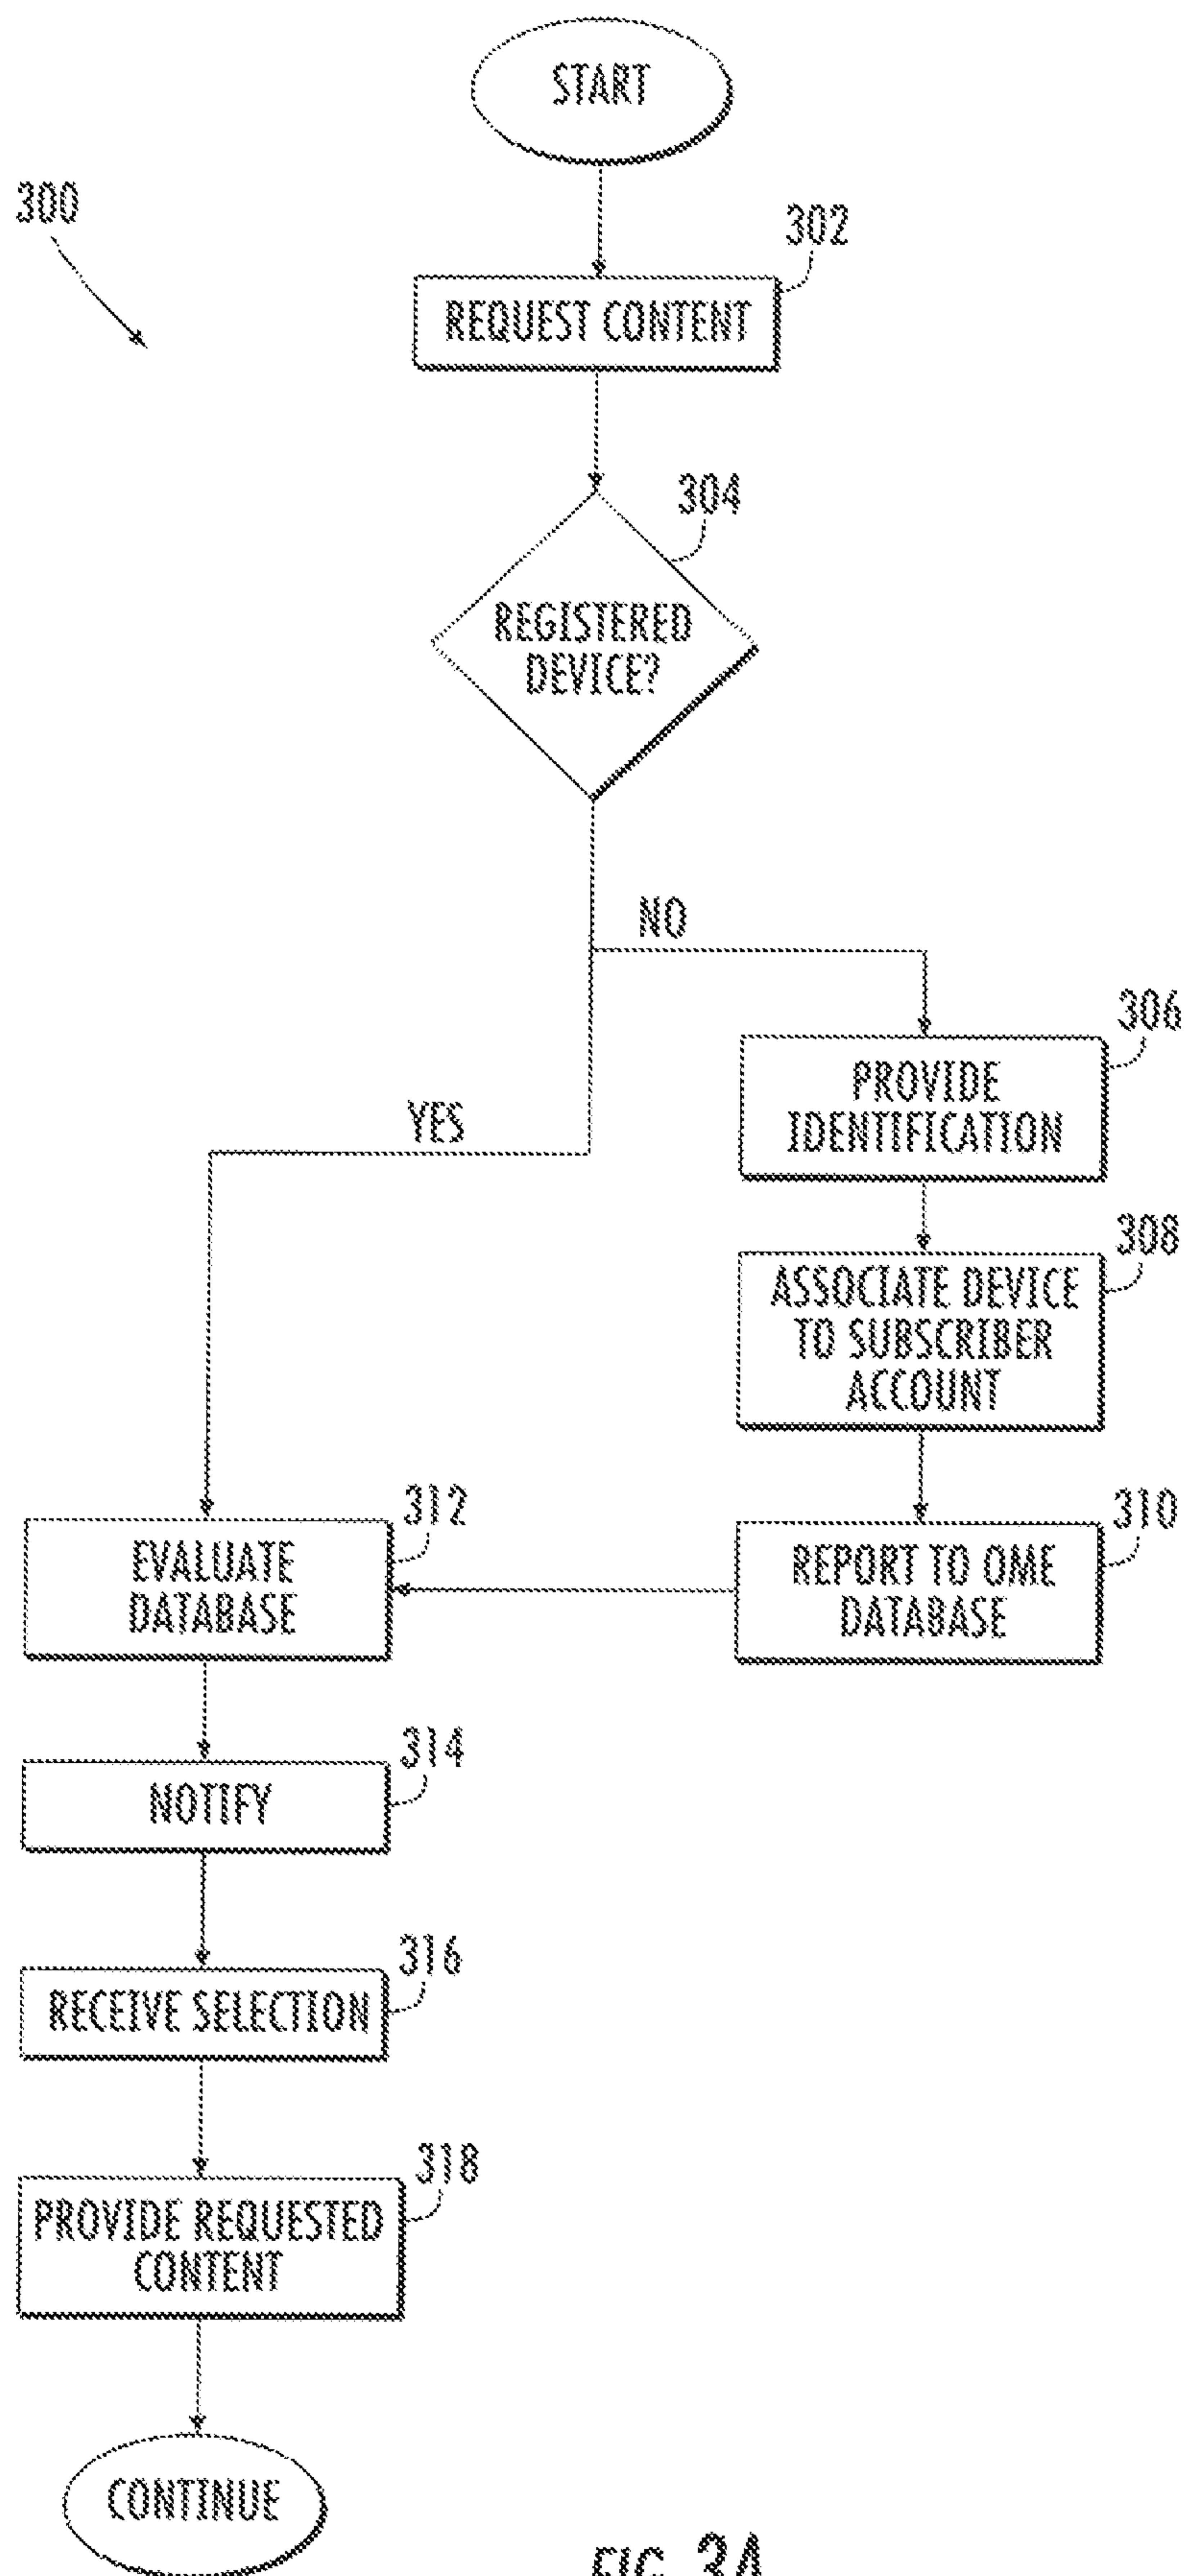 START
300
302
REQUEST CONTENT
304
REGISTERED
DEVICE?
NO
306
PROVIDE
IDENTIFICATION
YES
308
ASSOCIATE DEVICE
TO SUBSCRIBER
ACCOUNT
312
EVALUATE
DATABASE
310
REPORT TO OME
DATABASE
314
NOTIFY
316
RECEIVE SELECTION
318
PROVIDE REQUESTED
CONTENT
CONTINUE
FIG. 3A